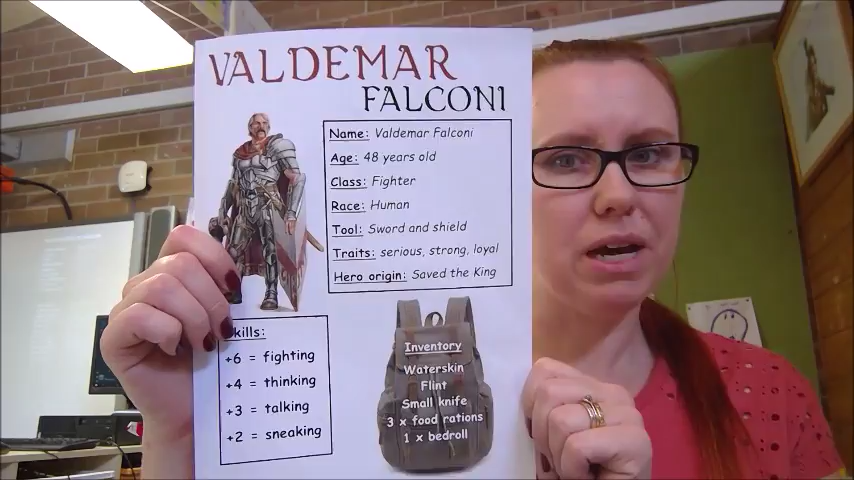 VALDEMAR
FALCONI
Name: Valdemar Falconi
Age: 48 years old
Class: Fighter
Race: Human
Tool: Sword and shield
Traits: serious, strong, loyal
Hero origin: Saved the King
kills:
+6 = fighting
+4 = thinking
+3 = talking
+2 = sneaking
Inventory
Waterskin
Flint
Small knife
3 x food rations
1 x bedroll